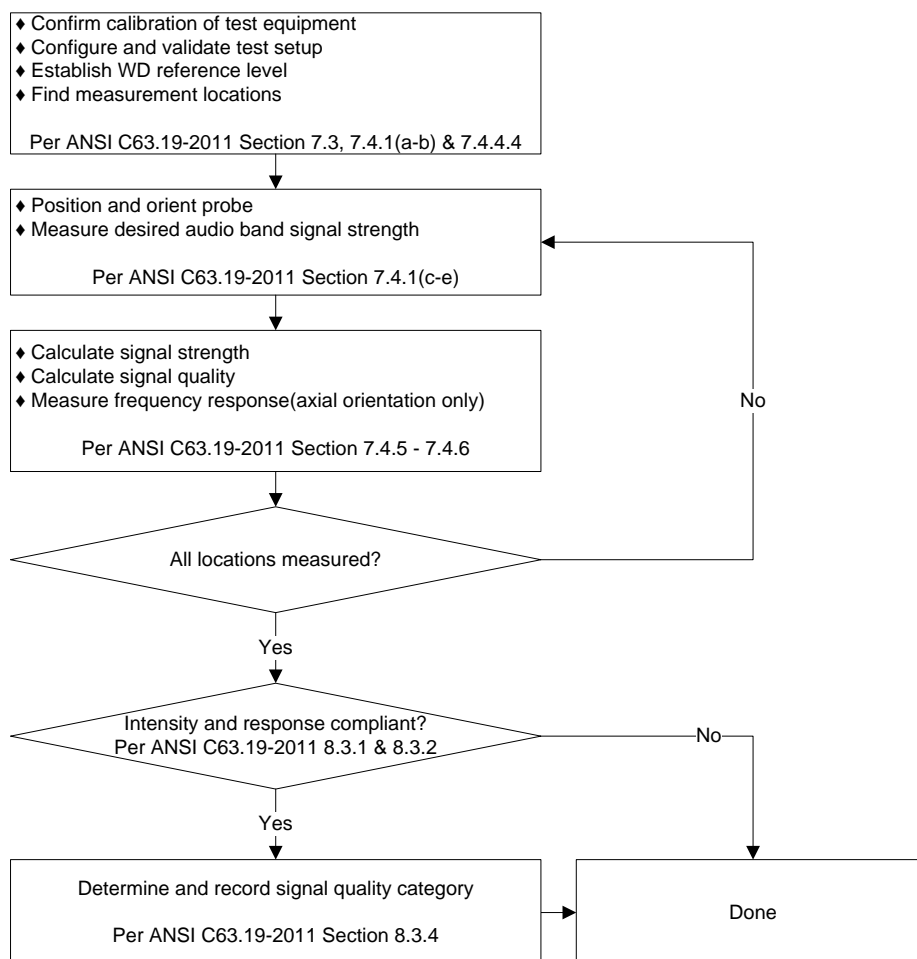 ♦ Confirm calibration of test equipment
♦ Configure and validate test setup
♦ Establish WD reference level
♦ Find measurement locations
Per ANSI C63.19-2011 Section 7.3, 7.4.1(a-b) & 7.4.4.4
♦ Position and orient probe
♦ Measure desired audio band signal strength
Per ANSI C63.19-2011 Section 7.4.1(c-e)
♦ Calculate signal strength
♦ Calculate signal quality
♦ Measure frequency response(axial orientation only)
Per ANSI C63.19-2011 Section 7.4.5 - 7.4.6
No
All locations measured?
Yes
Intensity and response compliant?
Per ANSI C63.19-2011 8.3.1 & 8.3.2
No
Yes
Determine and record signal quality category
Per ANSI C63.19-2011 Section 8.3.4
Done